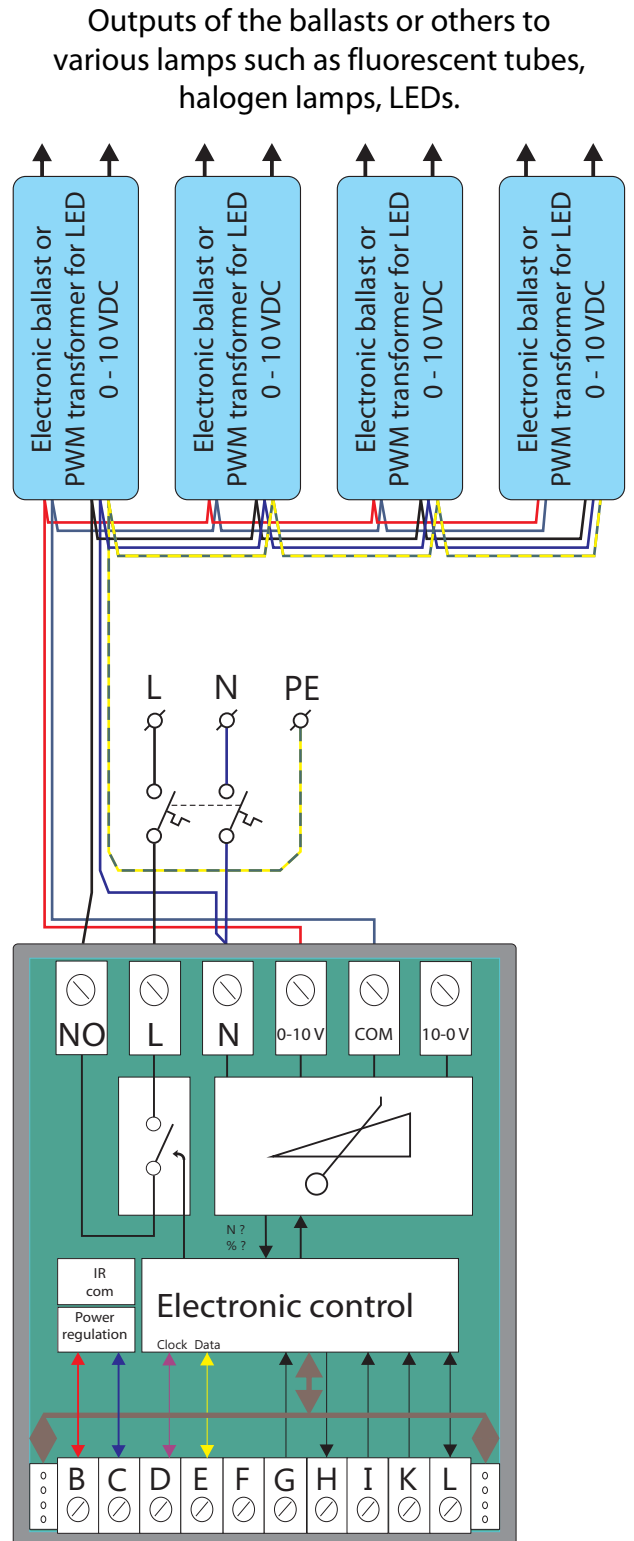 Outputs of the ballasts or others to
various lamps such as fluorescent tubes,
halogen lamps, LEDs.
Electronic ballast or
PWM transformer for LED
0 - 10 VDC
Electronic ballast or
PWM transformer for LED
0 - 10 VDC
Electronic ballast or
PWM transformer for LED
0 - 10 VDC
Electronic ballast or
PWM transformer for LED
0 - 10 VDC
L N PE
NO L N 0-10 V COM 10-0 V
N ?
% ?
IR
com
Power
regulation
Electronic control
Clock Data
B C D E F G H I K L